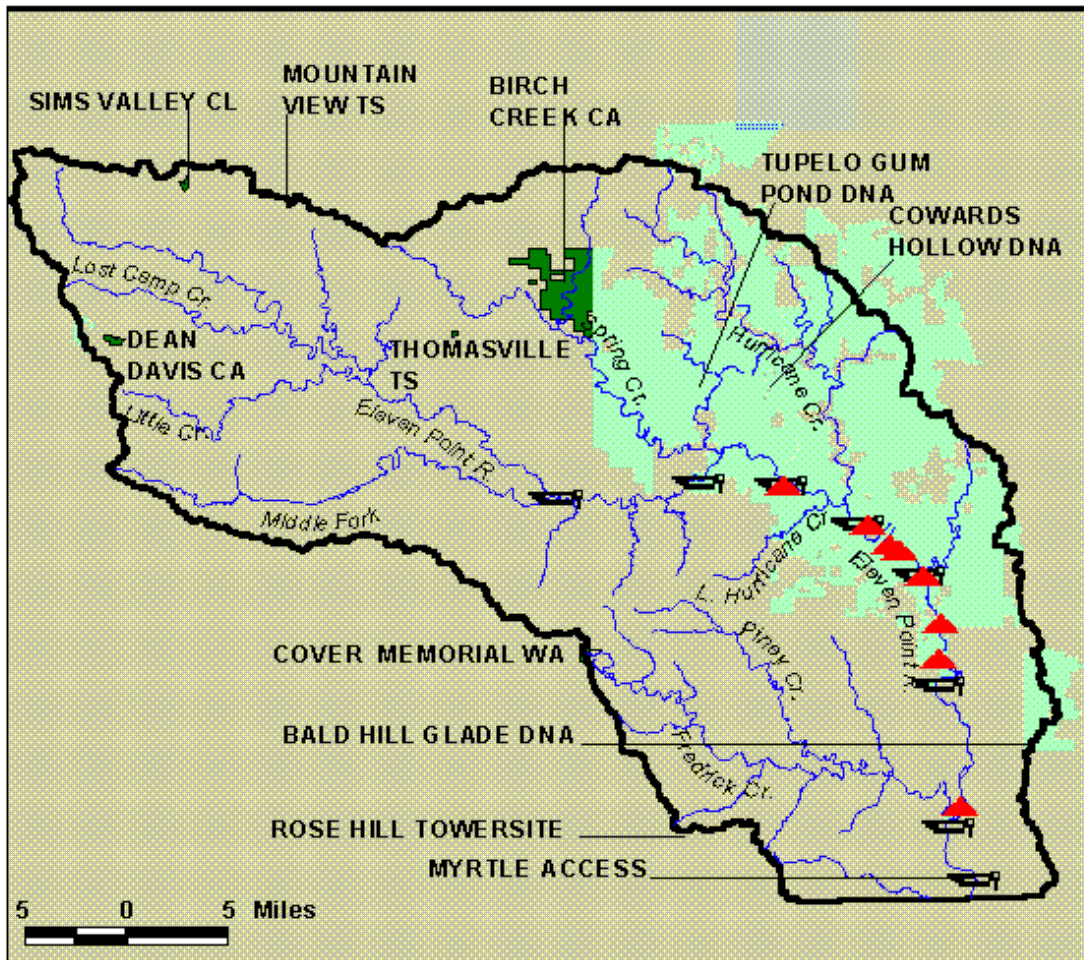 SIMS VALLEY CL
MOUNTAIN
VIEW TS
BIRCH
CREEK CA
TUPELO GUM
POND DNA
COWARDS
HOLLOW DNA
Lost Camp Cr.
DEAN
DAVIS CA
THOMASVILLE
TS
Spring Cr.
Hurricane Cr.
Little Cr.
Eleven Point R.
Middle Fork
L. Hurricane Cr.
Eleven Point R.
Piney Cr.
COVER MEMORIAL WA
BALD HILL GLADE DNA
Fredrick Cr.
ROSE HILL TOWERSITE
MYRTLE ACCESS
5 0 5 Miles